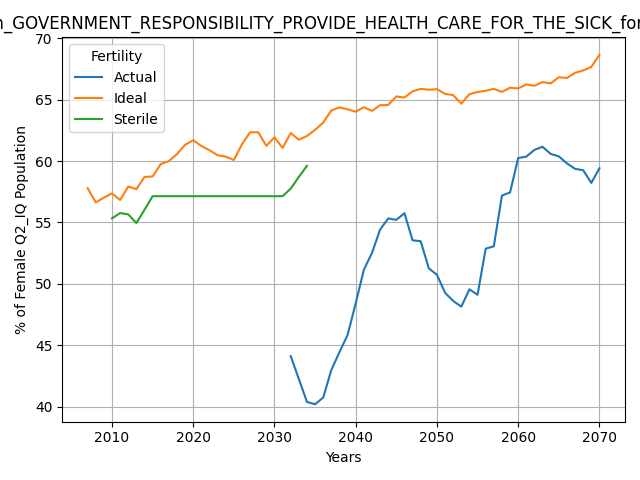 GOVERNMENT_RESPONSIBILITY_PROVIDE_HEALTH_CARE_FOR_THE_SICK_for
70
65
60
55
50
45
40
% of Female Q2_IQ Population
Fertility
Actual
Ideal
Sterile
2010 2020 2030 2040 2050 2060 2070
Years